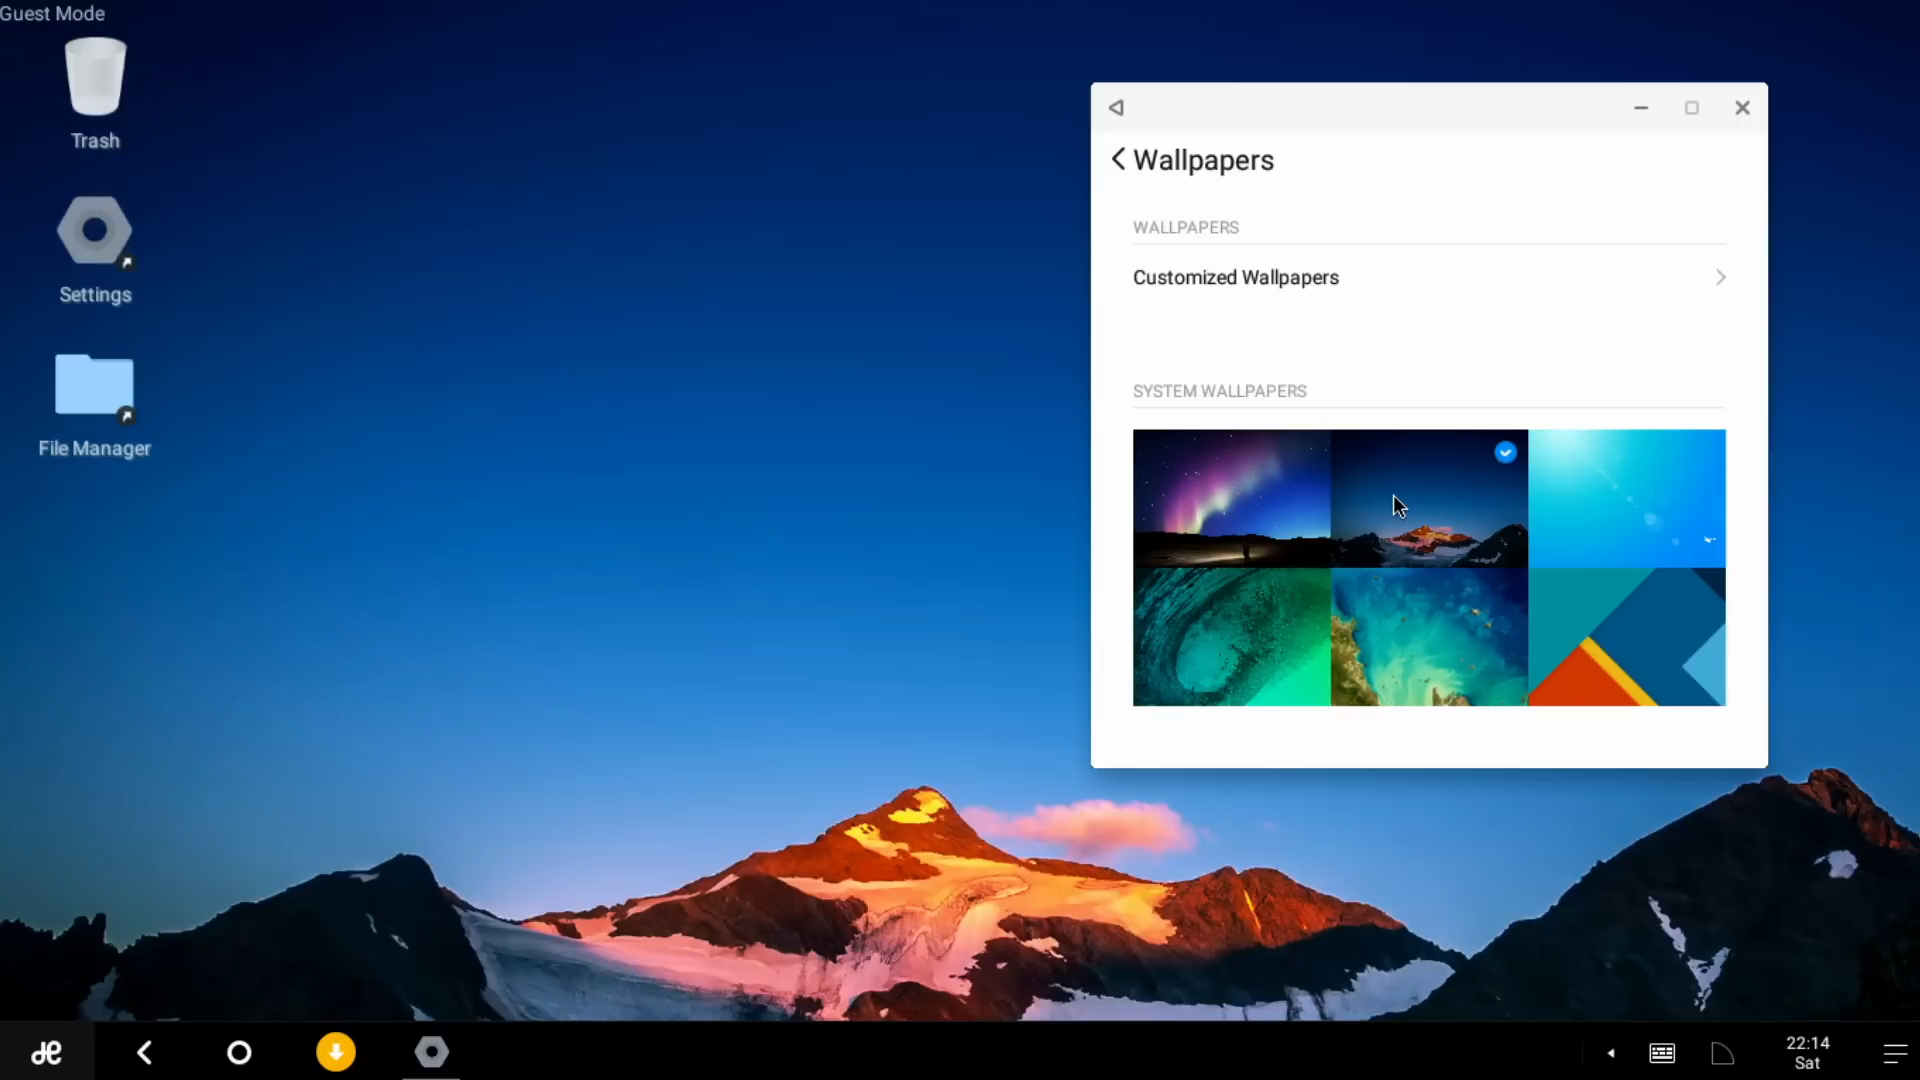 Guest Mode
Trash
Settings
File Manager
Wallpapers
WALLPAPERS
Customized Wallpapers
SYSTEM WALLPAPERS
22:14
Sat